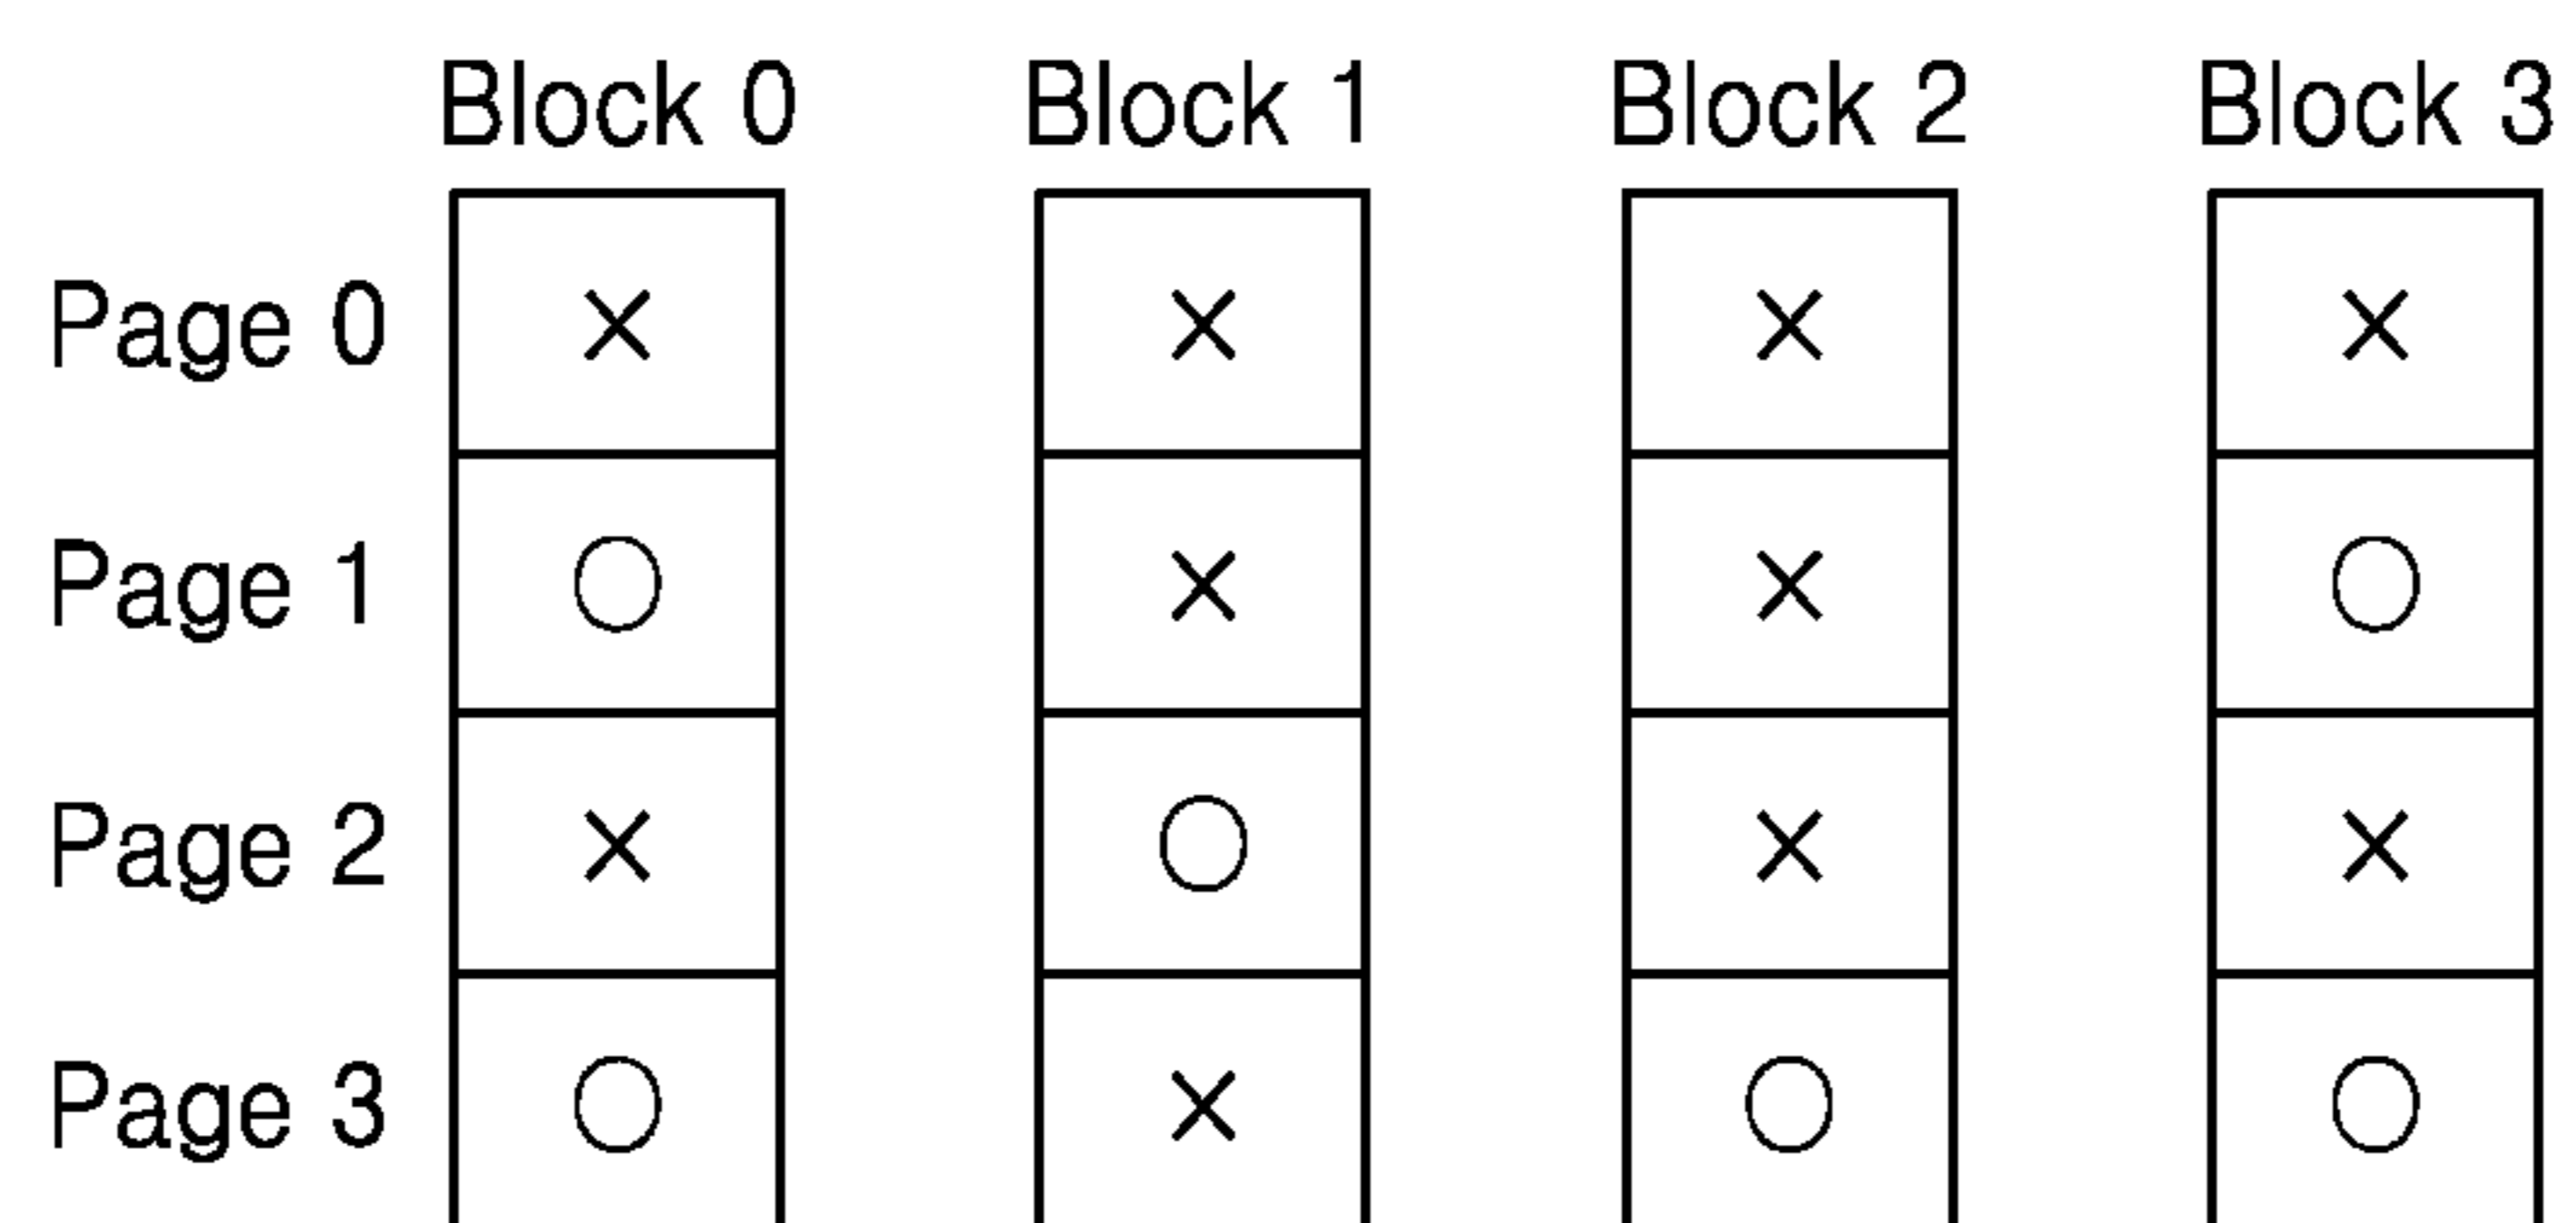 Block 0 Block 1 Block 2 Block 3
Page 0 × × × ×
Page 1 ○ × × ○
Page 2 × ○ × ×
Page 3 ○ × ○ ○